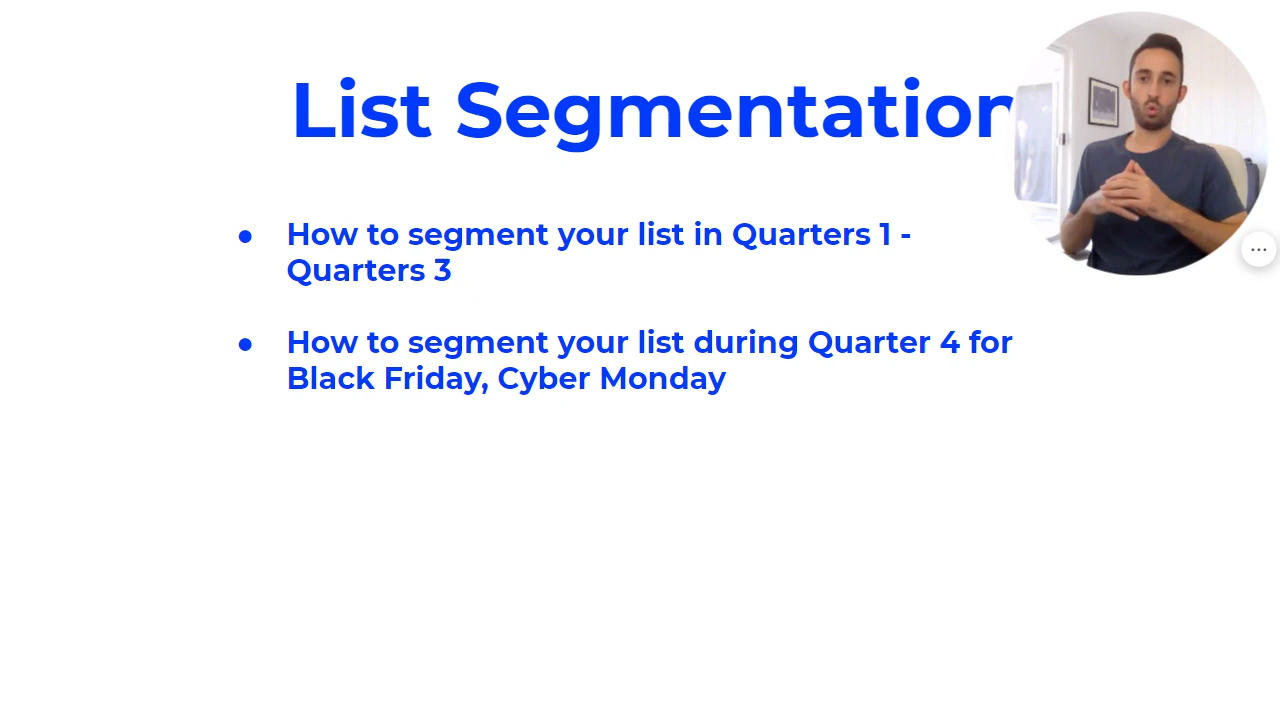 List Segmentation
● How to segment your list in Quarters 1 -
Quarters 3
● How to segment your list during Quarter 4 for
Black Friday, Cyber Monday